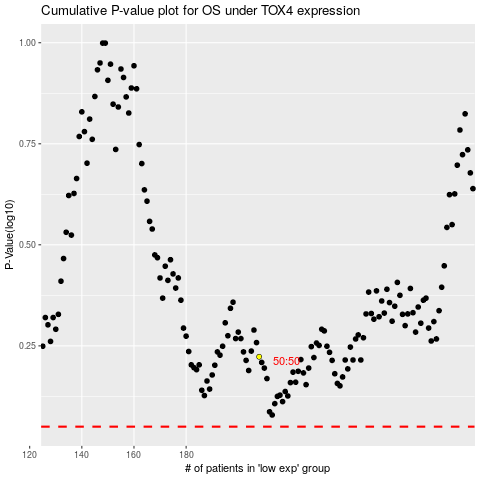 Cumulative P-value plot for OS under TOX4 expression
P-Value(log10)
1.00
0.75
0.50
0.25
50:50
120 140 160 180
# of patients in 'low exp' group